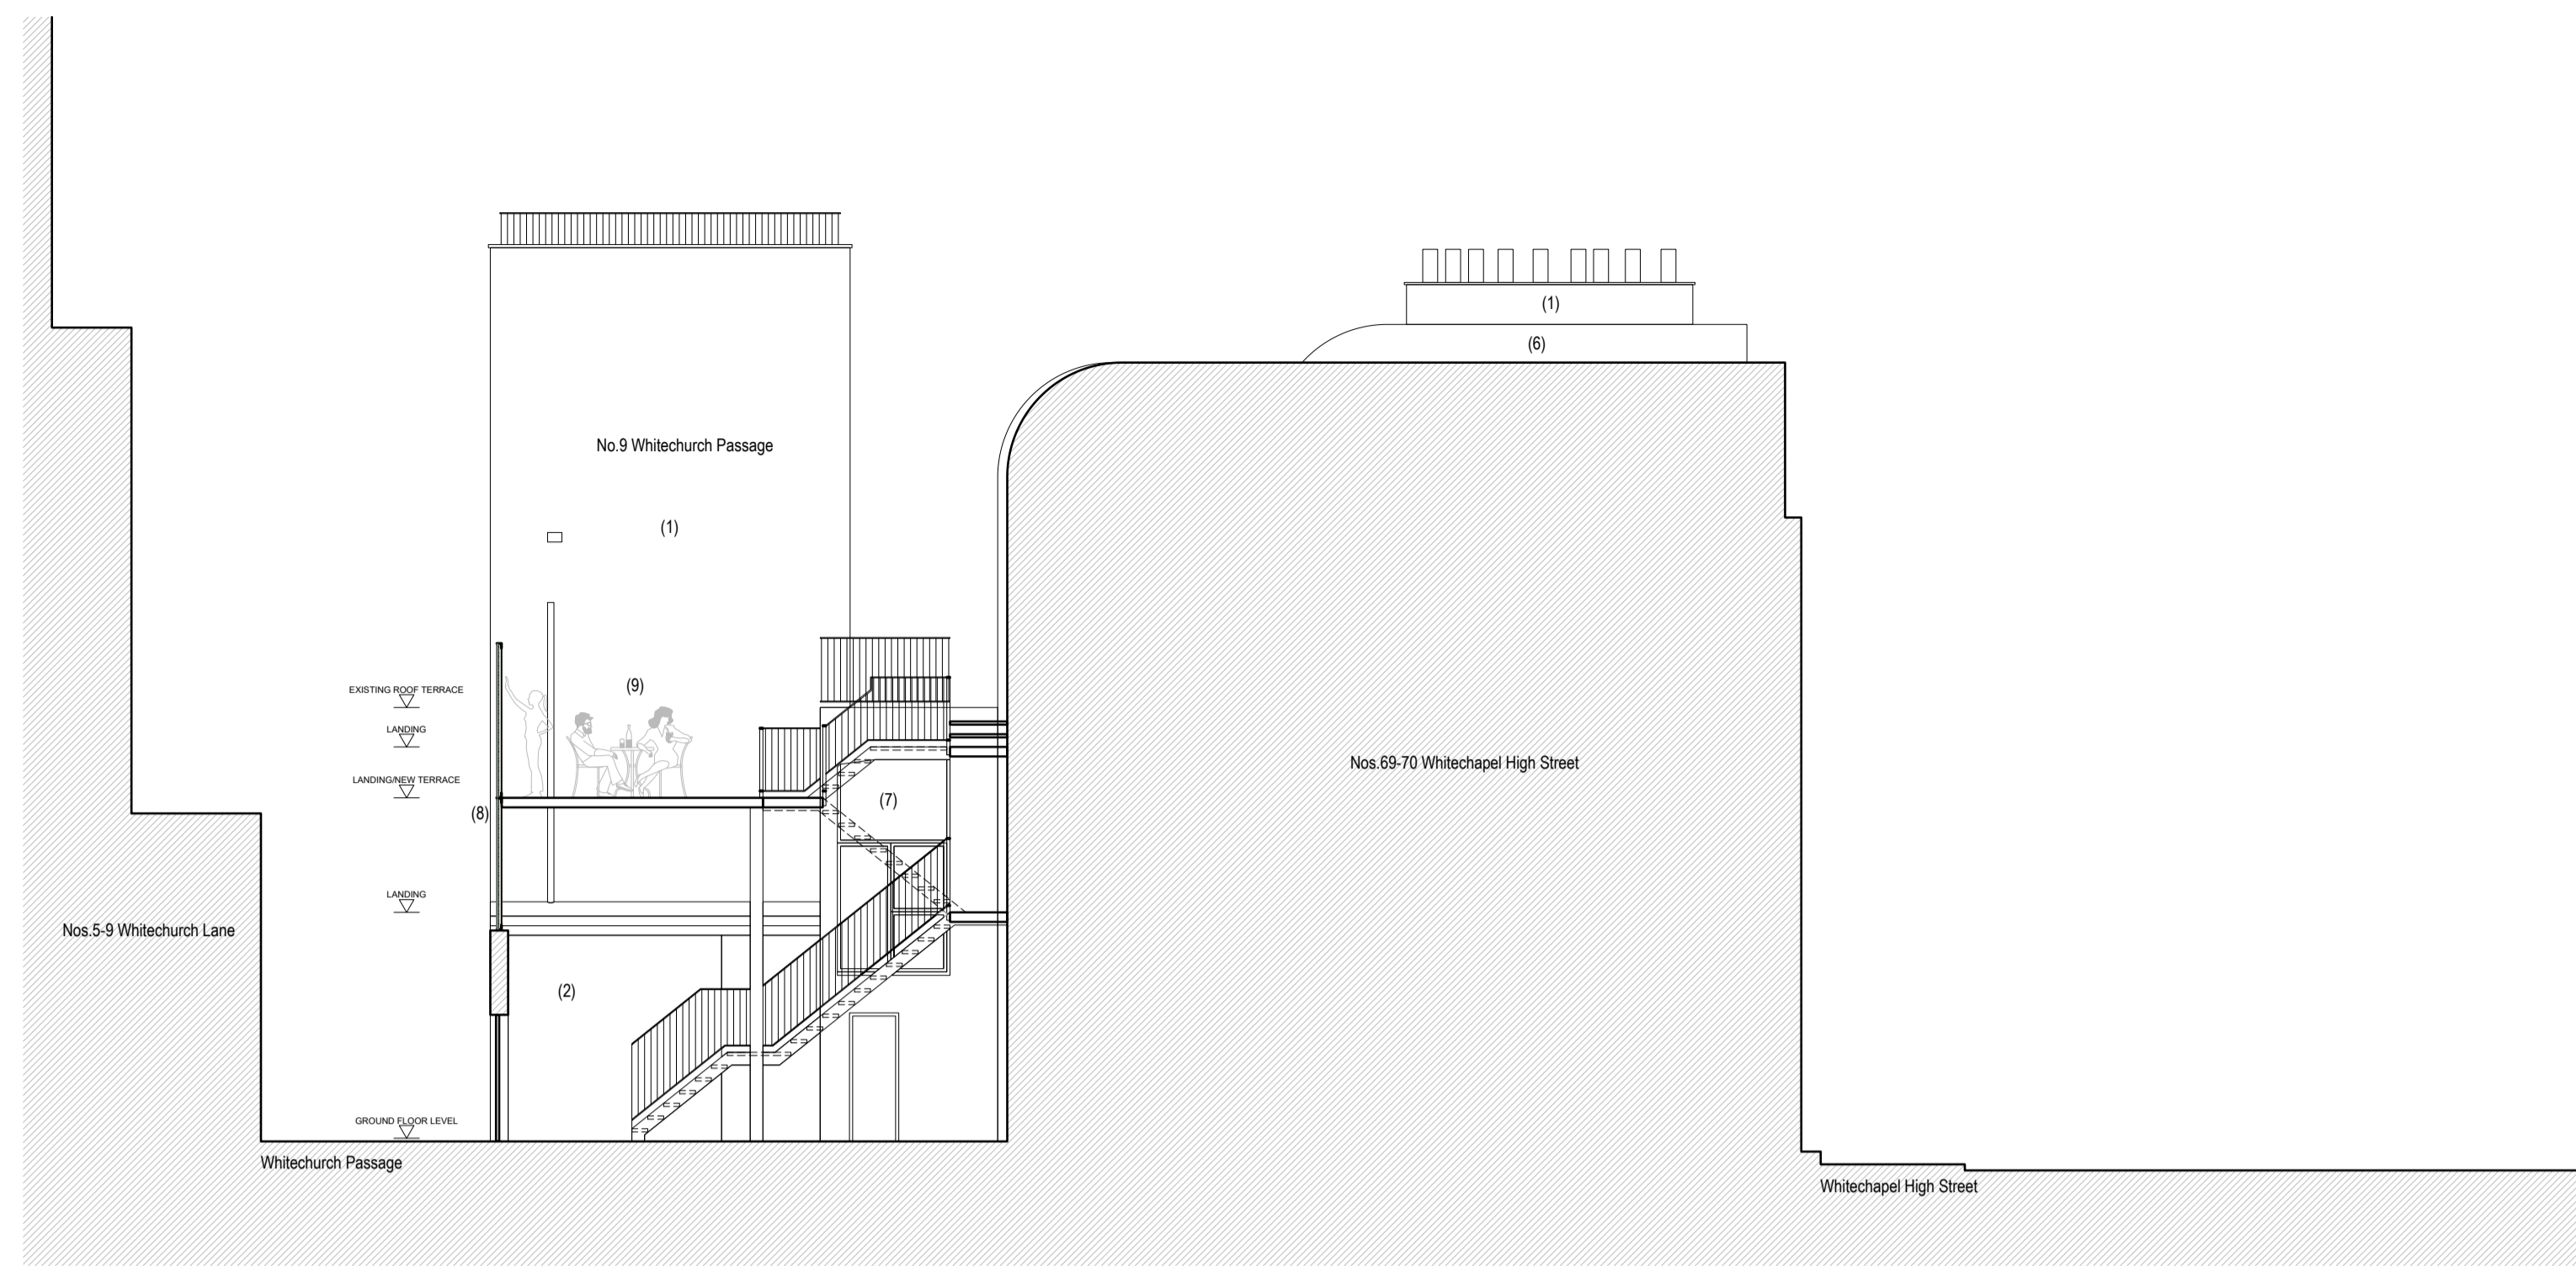 (1)
(6)
No.9 Whitechurch Passage
(1)
(9)
EXISTING ROOF TERRACE
LANDING
LANDING/NEW TERRACE
(7)
(8)
Nos.69-70 Whitechapel High Street
LANDING
Nos.5-9 Whitechurch Lane
(2)
GROUND FLOOR LEVEL
Whitechurch Passage
Whitechapel High Street